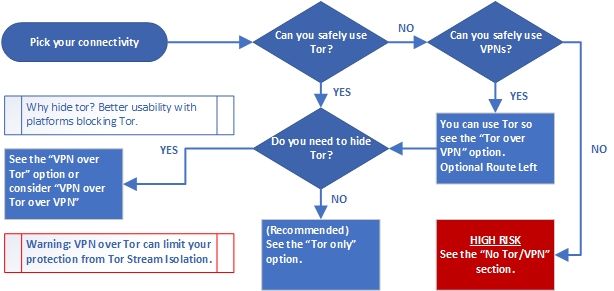 Pick your connectivity
Can you safely use
Tor?
NO
Can you safely use
VPNs?
YES
YES
NO
Why hide tor? Better usability with
platforms blocking Tor.
You can use Tor so
see the “Tor over
VPN” option.
Optional Route Left
Do you need to hide
Tor?
YES
See the “VPN over
Tor” option or
consider “VPN over
Tor over VPN”
NO
(Recommended)
See the “Tor only”
option.
HIGH RISK
See the “No Tor/VPN”
section.
Warning: VPN over Tor can limit your
protection from Tor Stream Isolation.